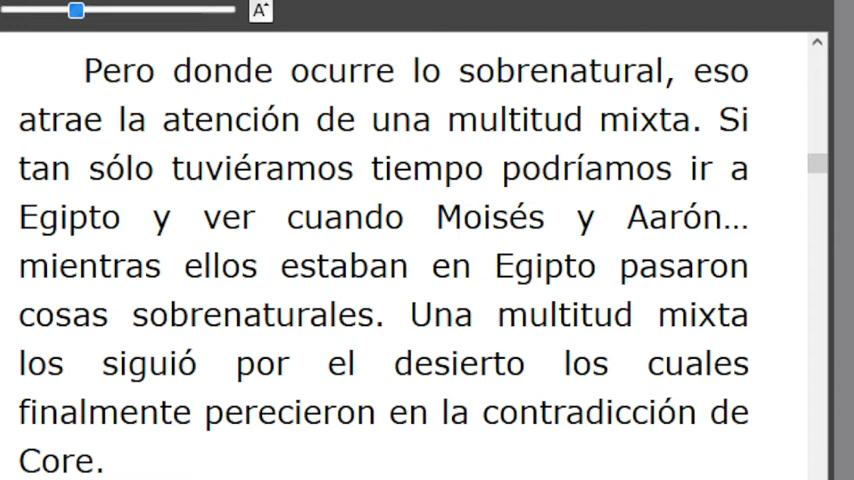 A
Pero donde ocurre lo sobrenatural, eso
atrae la atención de una multitud mixta. Si
tan sólo tuviéramos tiempo podríamos ir a
Egipto y ver cuando Moisés y Aarón...
mientras ellos estaban en Egipto pasaron
cosas sobrenaturales. Una multitud mixta
los siguió por el desierto los cuales
finalmente perecieron en la contradicción de
Core.